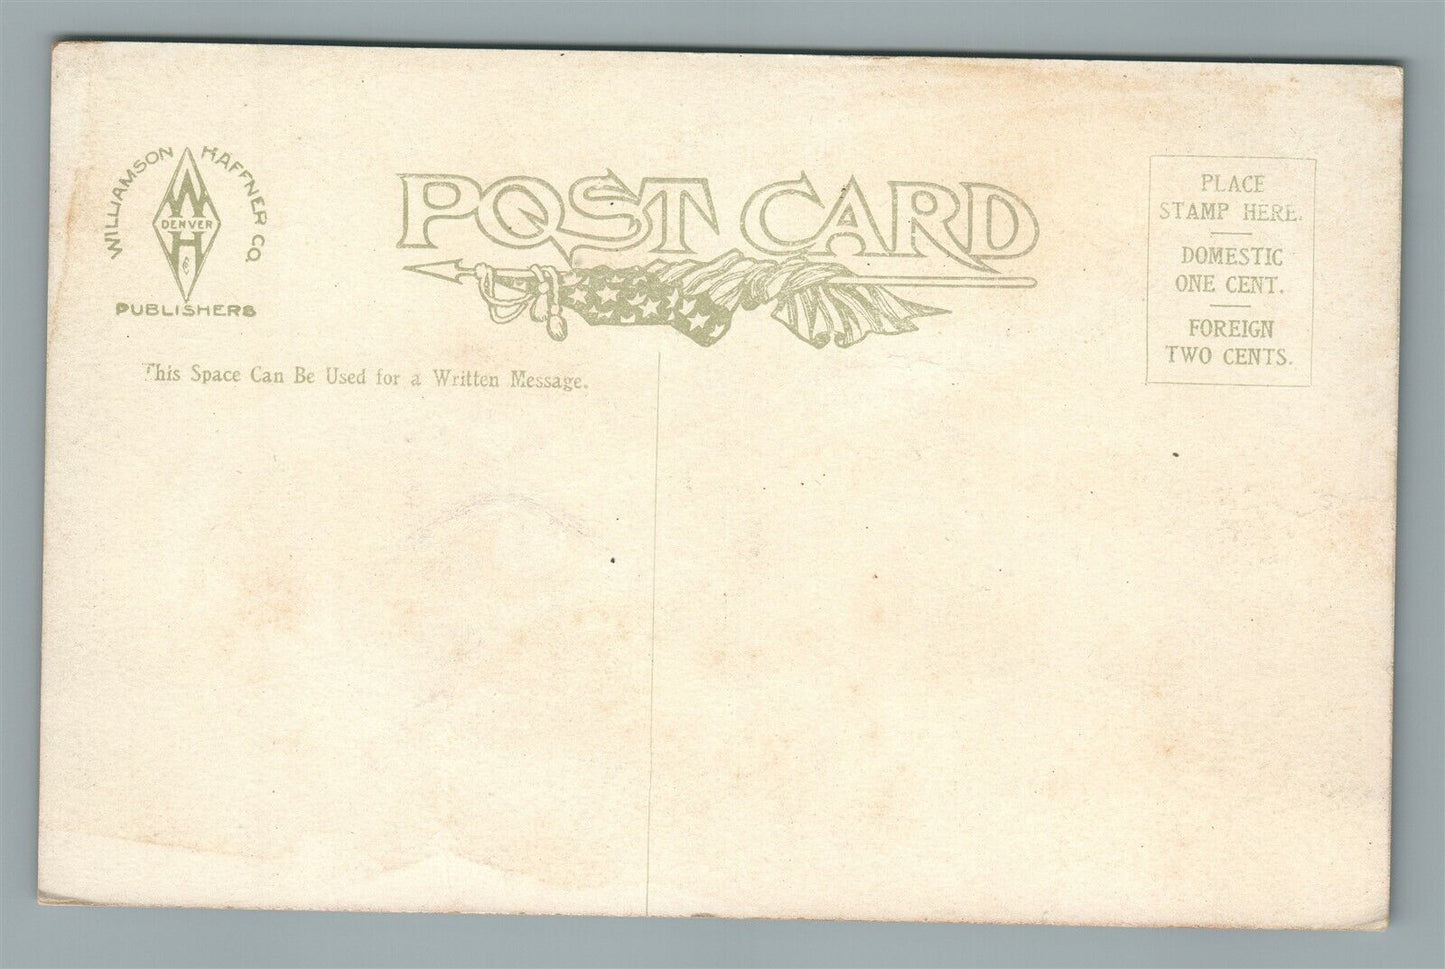 WILLIAMSON HAFFNER CO.
W
DENVER
H
Co
PUBLISHERS
POST CARD
PLACE
STAMP HERE.
DOMESTIC
ONE CENT.
FOREIGN
TWO CENTS.
This Space Can Be Used for a Written Message.